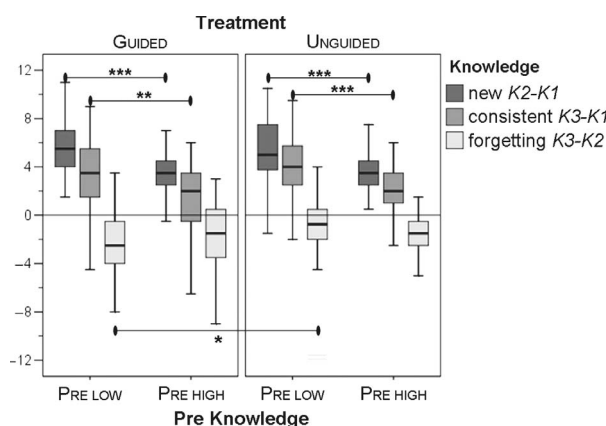 Treatment
GUIDED UNGUIDED
Knowledge
new K2-K1
consistent K3-K1
forgetting K3-K2
12
8
4
0
-4
-8
-12
***
**
***
***
*
PRE LOW PRE HIGH PRE LOW PRE HIGH
Pre Knowledge